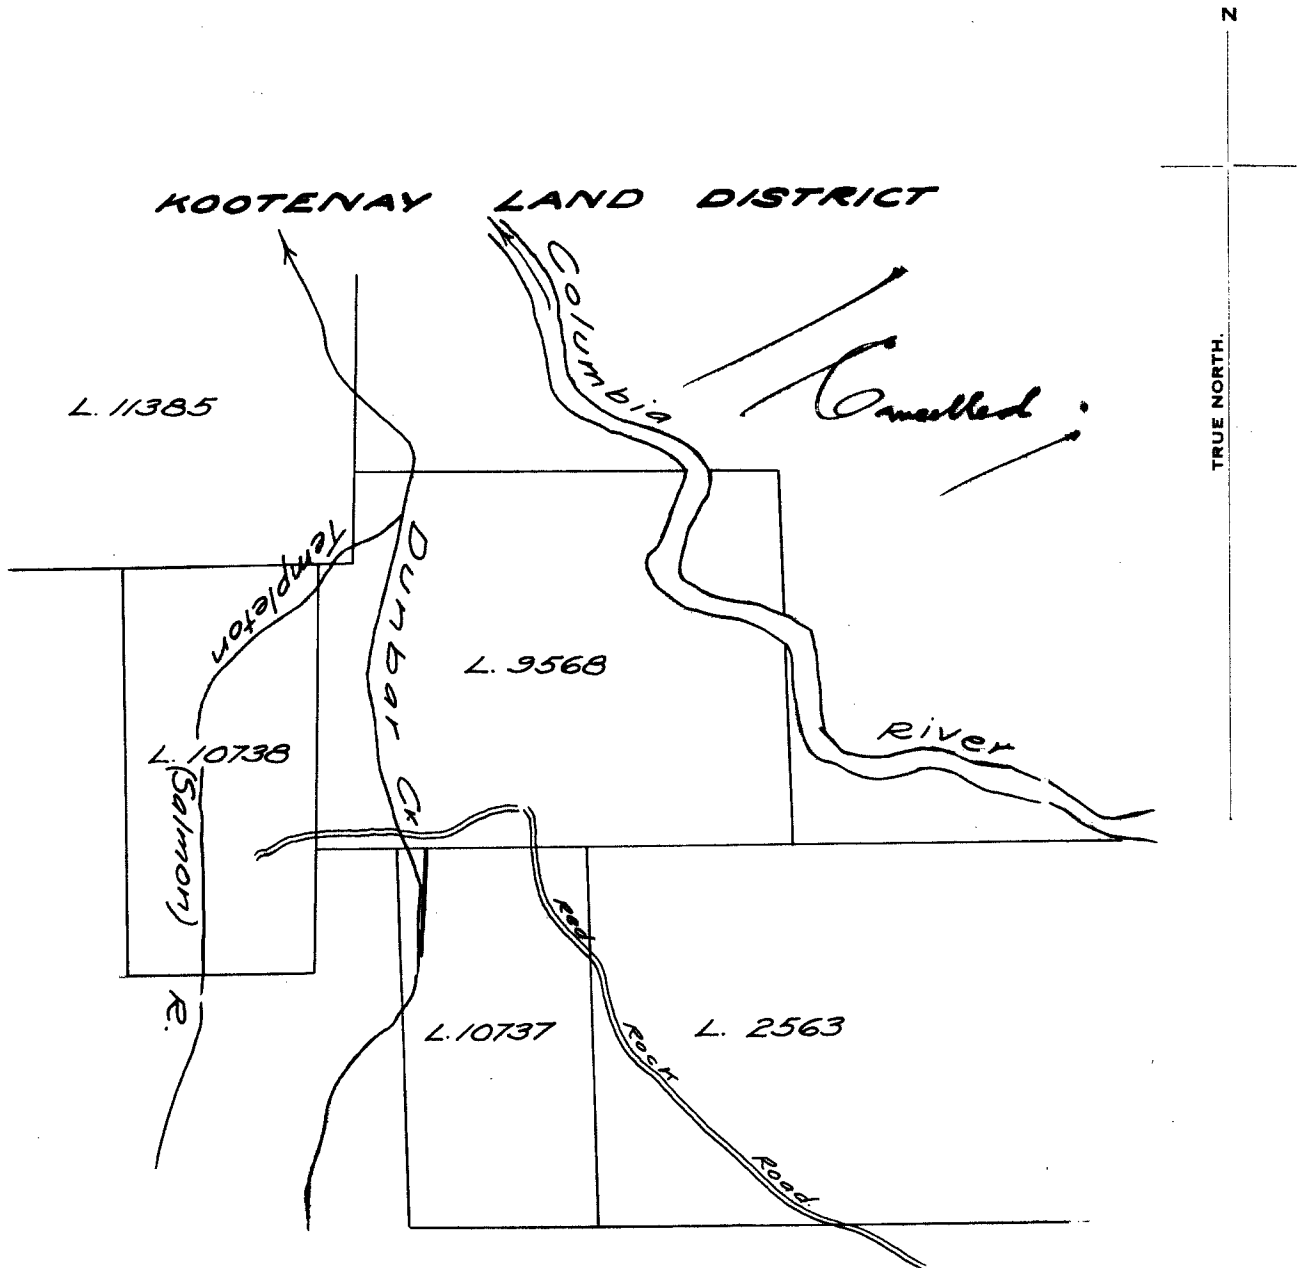 N
TRUE NORTH.
KOOTENAY LAND DISTRICT
Columbia
Cancelled.
L. 11385
Templeton
Dunbar Ck
L. 9568
River
L. 10738
(Salmon)
R.
Red
L. 10737
Rock
L. 2563
Road.